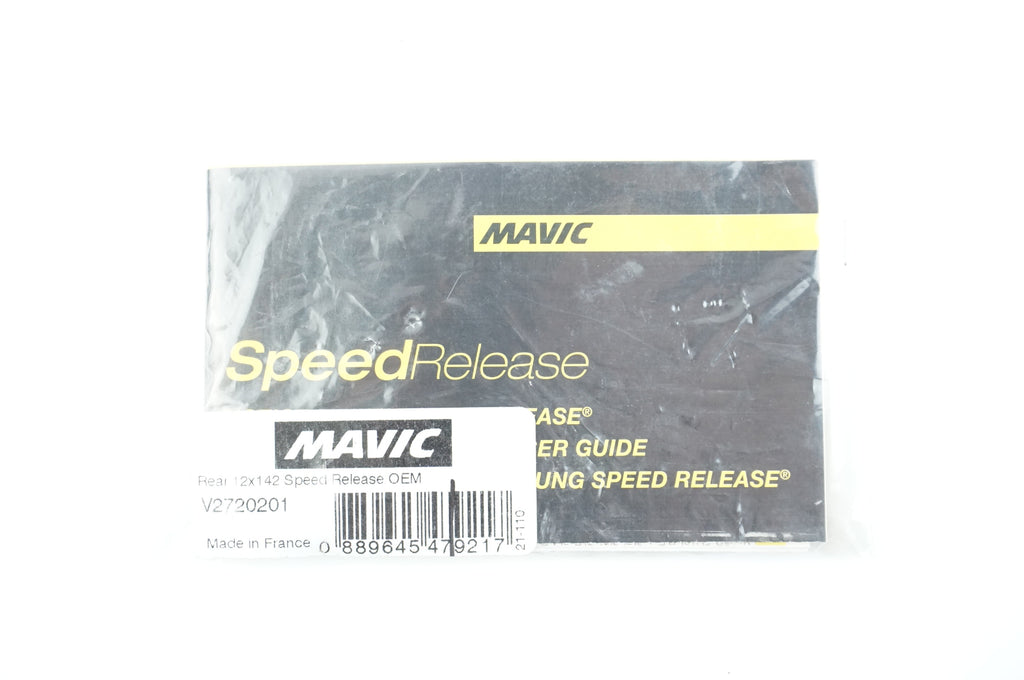 MAVIC
SpeedRelease
EASE®
ER GUIDE
UNG SPEED RELEASE®
MAVIC
Rear 12x142 Speed Release OEM
V2720201
Made in France
0 889645 479217
21-110